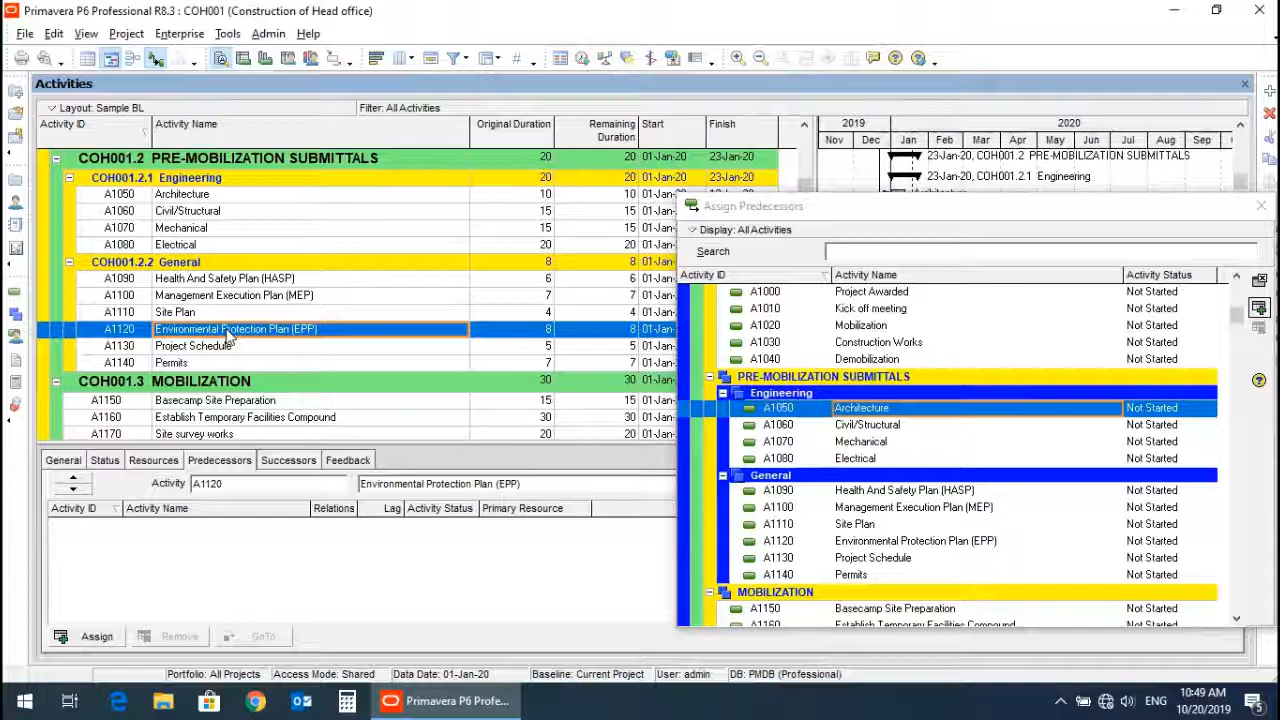 Primavera P6 Professional R8.3 : COH001 (Construction of Head office)
File Edit View Project Enterprise Tools Admin Help
Activities
Layout: Sample BL Filter: All Activities
Activity ID Activity Name Original Duration Remaining Duration Start Finish
2019 2020
Nov Dec Jan Feb Mar Apr May Jun Jul Aug Sep
COH001.2 PRE-MOBILIZATION SUBMITTALS 20 20 01-Jan-20 23-Jan-20
23-Jan-20, COH001.2 PRE-MOBILIZATION SUBMITTALS
COH001.2.1 Engineering 20 20 01-Jan-20 23-Jan-20
23-Jan-20, COH001.2.1 Engineering
A1050 Architecture 10 10 01-Jan-20
A1060 Civil/Structural 15 15 01-Jan-
A1070 Mechanical 15 15 01-Jan-
A1080 Electrical 20 20 01-Jan-
COH001.2.2 General 8 8 01-Jan-
A1090 Health And Safety Plan (HASP) 6 6 01-Jan-
A1100 Management Execution Plan (MEP) 7 7 01-Jan-
A1110 Site Plan 4 4 01-Jan-
A1120 Environmental Protection Plan (EPP) 8 8 01-Jan-
A1130 Project Schedule 5 5 01-Jan-
A1140 Permits 7 7 01-Jan-
COH001.3 MOBILIZATION 30 30 01-Jan-
A1150 Basecamp Site Preparation 15 15 01-Jan-
A1160 Establish Temporary Facilities Compound 30 30 01-Jan-
A1170 Site survey works 20 20 01-Jan-
General Status Resources Predecessors Successors Feedback
Activity A1120 Environmental Protection Plan (EPP)
Activity ID Activity Name Relations Lag Activity Status Primary Resource
Assign Remove GoTo
Assign Predecessors
Display: All Activities
Search
Activity ID Activity Name Activity Status
A1000 Project Awarded Not Started
A1010 Kick off meeting Not Started
A1020 Mobilization Not Started
A1030 Construction Works Not Started
A1040 Demobilization Not Started
PRE-MOBILIZATION SUBMITTALS
Engineering
A1050 Architecture Not Started
A1060 Civil/Structural Not Started
A1070 Mechanical Not Started
A1080 Electrical Not Started
General
A1090 Health And Safety Plan (HASP) Not Started
A1100 Management Execution Plan (MEP) Not Started
A1110 Site Plan Not Started
A1120 Environmental Protection Plan (EPP) Not Started
A1130 Project Schedule Not Started
A1140 Permits Not Started
MOBILIZATION
A1150 Basecamp Site Preparation Not Started
A1160 Establish Temporary Facilities Compound Not Started
Portfolio: All Projects Access Mode: Shared Data Date: 01-Jan-20 Baseline: Current Project User: admin DB: PMDB (Professional)
Primavera P6 Profe...
ENG
10:49 AM
10/20/2019
5